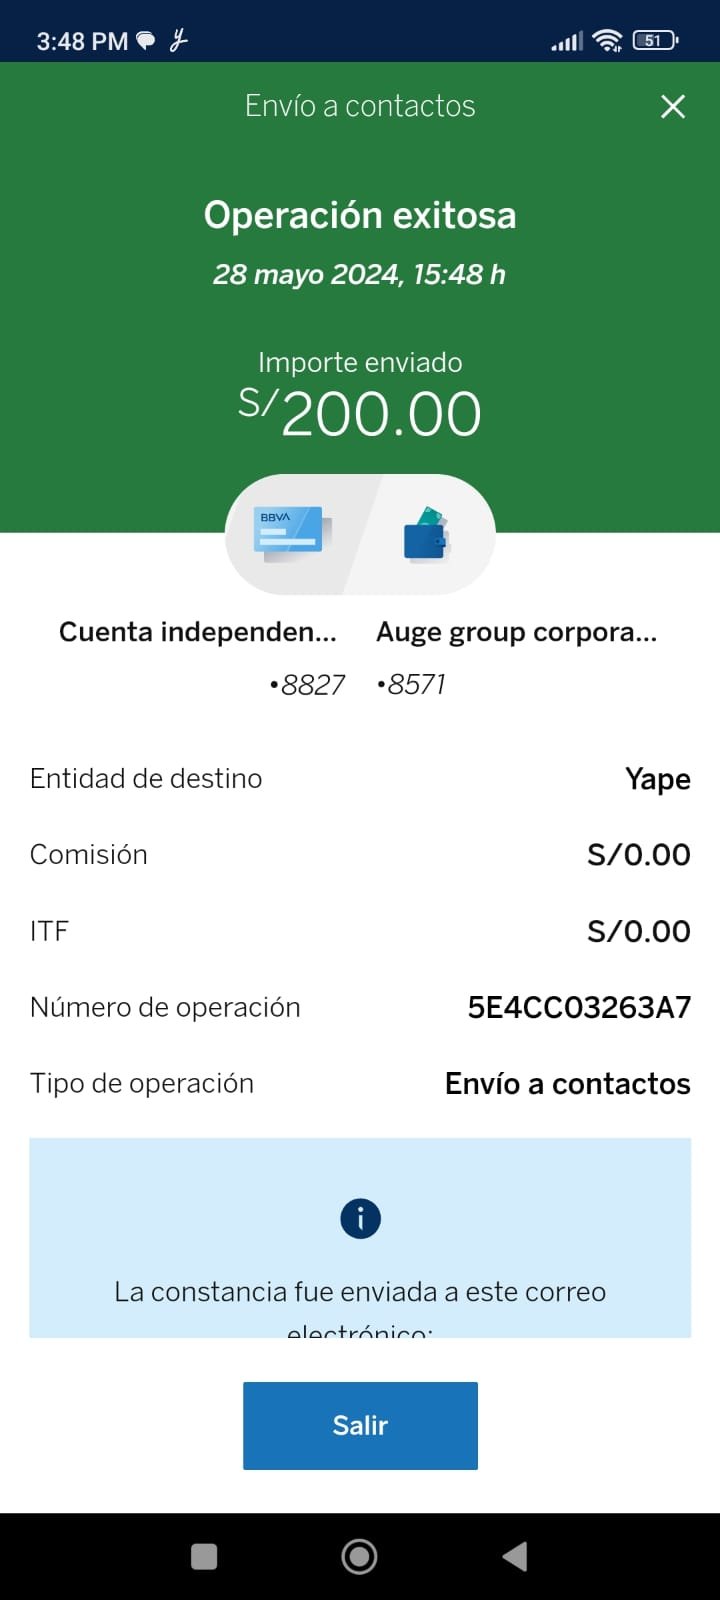 3:48 PM
51
Envío a contactos
Operación exitosa
28 mayo 2024, 15:48 h
Importe enviado
S/200.00
BBVA
Cuenta independen... Auge group corpora...
•8827 •8571
Entidad de destino Yape
Comisión S/0.00
ITF S/0.00
Número de operación 5E4CC03263A7
Tipo de operación Envío a contactos
La constancia fue enviada a este correo
electrónico:
Salir